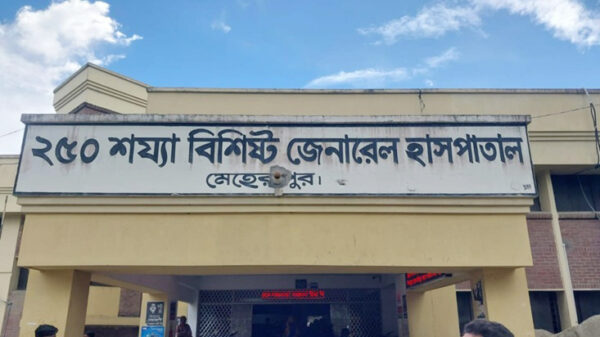 ২৫০ শয্যা বিশিষ্ট জেনারেল হাসপাতাল
মেহেরপুর।